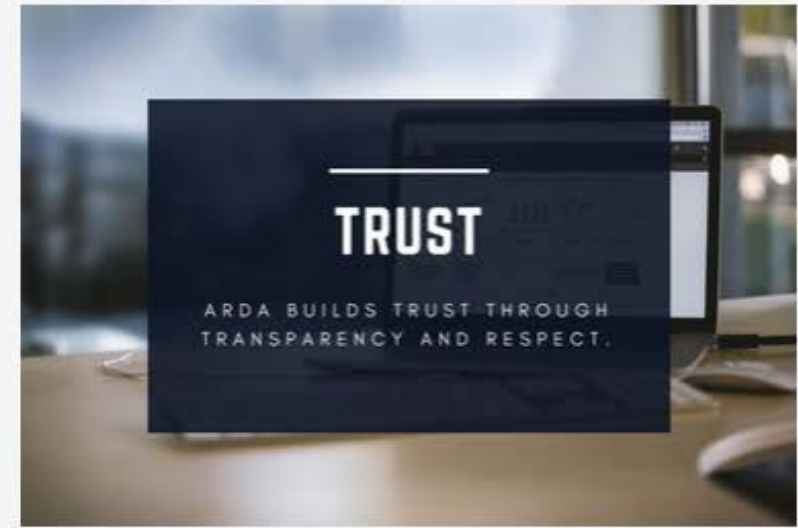 TRUST
ARDA BUILDS TRUST THROUGH
TRANSPARENCY AND RESPECT.